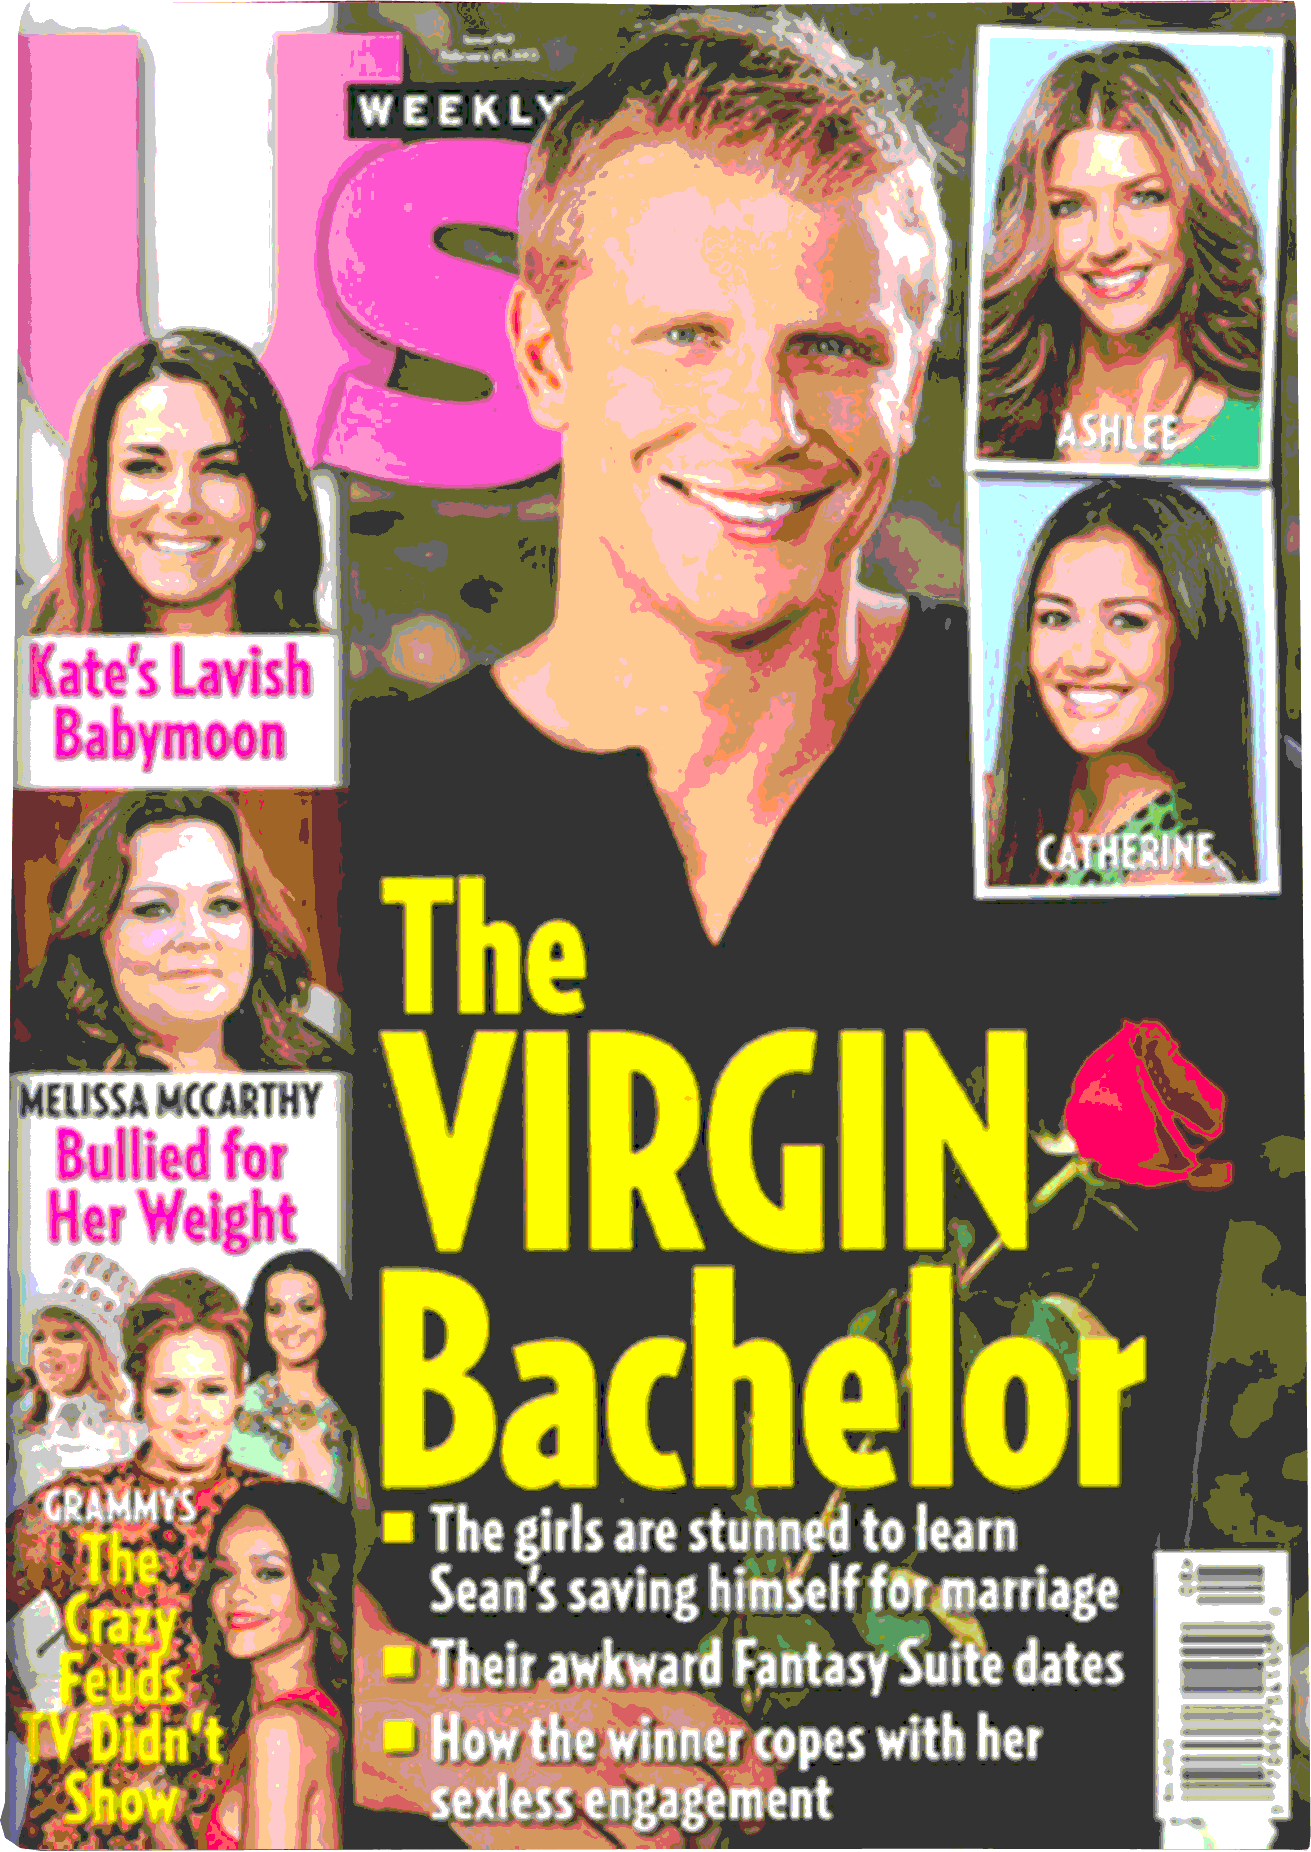 US
WEEKLY
ASHLEE
CATHERINE
Kate's Lavish
Babymoon
MELISSA MCCARTHY
Bullied for
Her Weight
GRAMMYS
The
Crazy
Feuds
TV Didn't
Show
The
VIRGIN
Bachelor
The girls are stunned to learn
Sean's saving himself for marriage
Their awkward Fantasy Suite dates
How the winner copes with her
sexless engagement